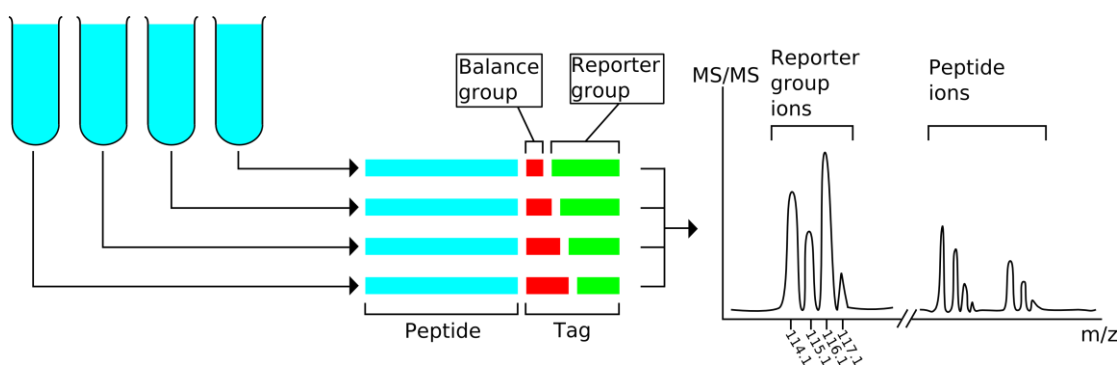 Balance
group
Reporter
group
Peptide
Tag
MS/MS
Reporter
group
ions
Peptide
ions
114.1
115.1
116.1
117.1
m/z